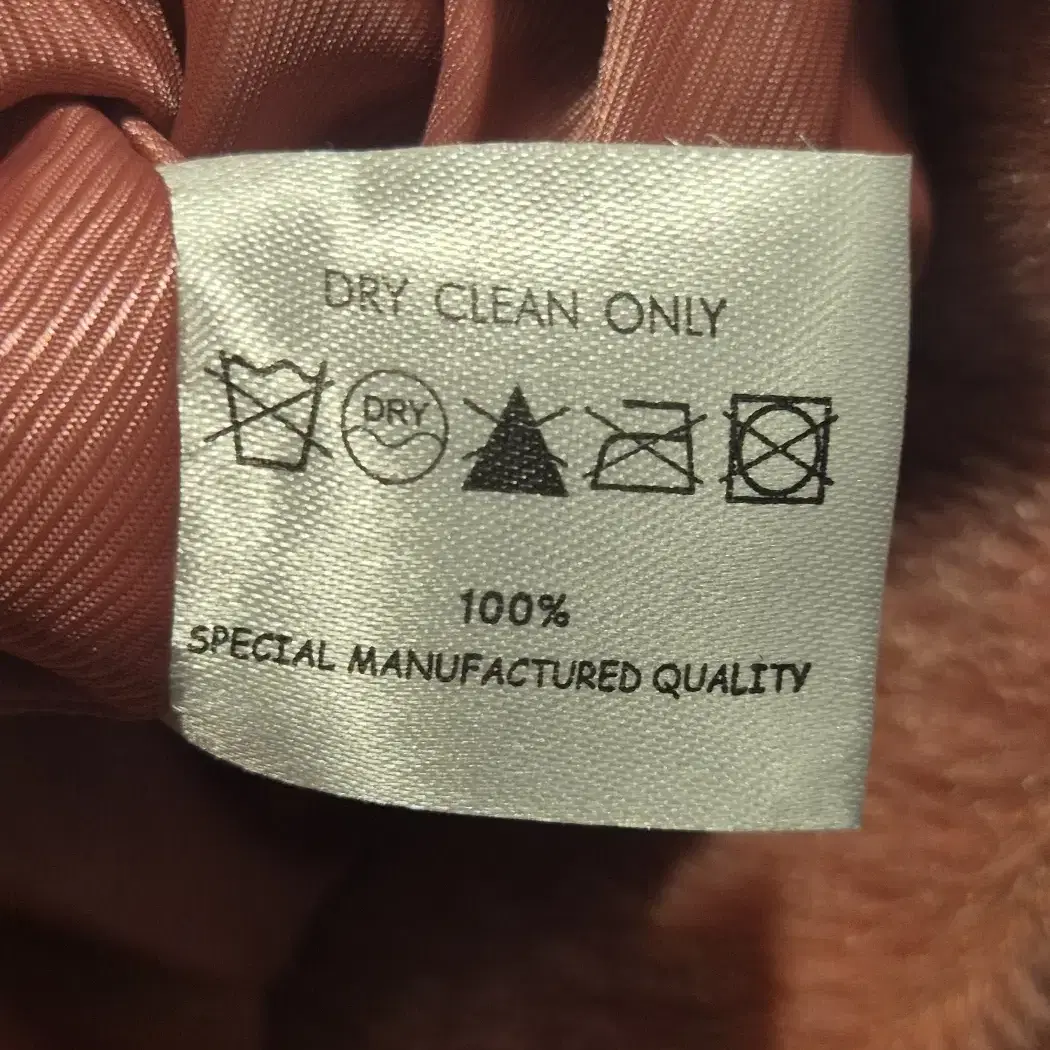 DRY CLEAN ONLY
DRY
100%
SPECIAL MANUFACTURED QUALITY